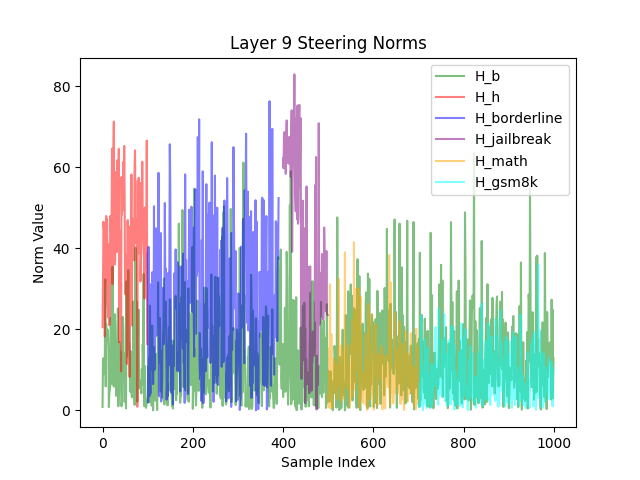 Layer 9 Steering Norms
H_b
H_h
H_borderline
H_jailbreak
H_math
H_gsm8k
Norm Value
80
60
40
20
0
0 200 400 600 800 1000
Sample Index